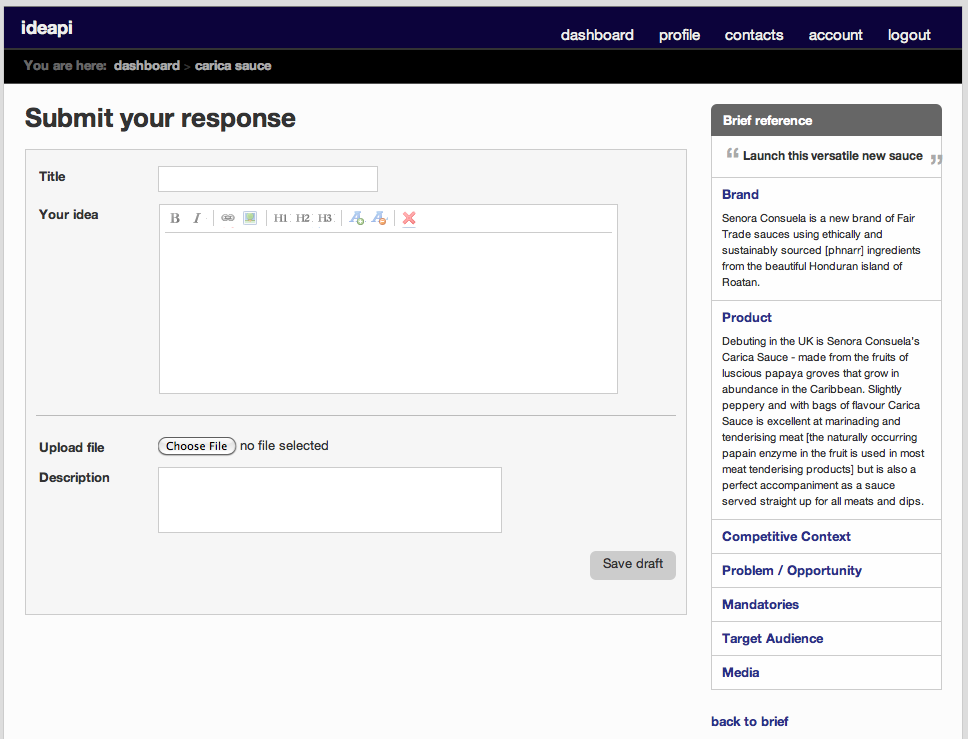 ideapi
dashboard profile contacts account logout
You are here: dashboard > carica sauce
Submit your response
Title
Your idea
B I H1 H2 H3 A A
Upload file
Choose File no file selected
Description
Save draft
Brief reference
“ Launch this versatile new sauce ”
Brand
Senora Consuela is a new brand of Fair
Trade sauces using ethically and
sustainably sourced [phnarr] ingredients
from the beautiful Honduran island of
Roatan.
Product
Debuting in the UK is Senora Consuela's
Carica Sauce - made from the fruits of
luscious papaya groves that grow in
abundance in the Caribbean. Slightly
peppery and with bags of flavour Carica
Sauce is excellent at marinading and
tenderising meat [the naturally occurring
papain enzyme in the fruit is used in most
meat tenderising products] but is also a
perfect accompaniment as a sauce
served straight up for all meats and dips.
Competitive Context
Problem / Opportunity
Mandatories
Target Audience
Media
back to brief